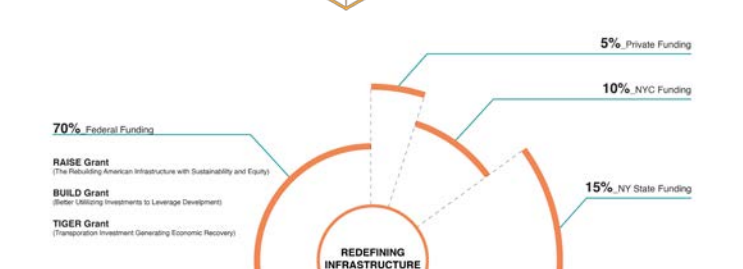 5%_Private Funding
10%_NYC Funding
70%_Federal Funding
RAISE Grant
(The Rebuilding American Infrastructure with Sustainability and Equity)
BUILD Grant
(Better Utilizing Investments to Leverage Develpment)
TIGER Grant
(Transporation Investment Generating Economic Recovery)
15%_NY State Funding
REDEFINING
INFRASTRUCTURE